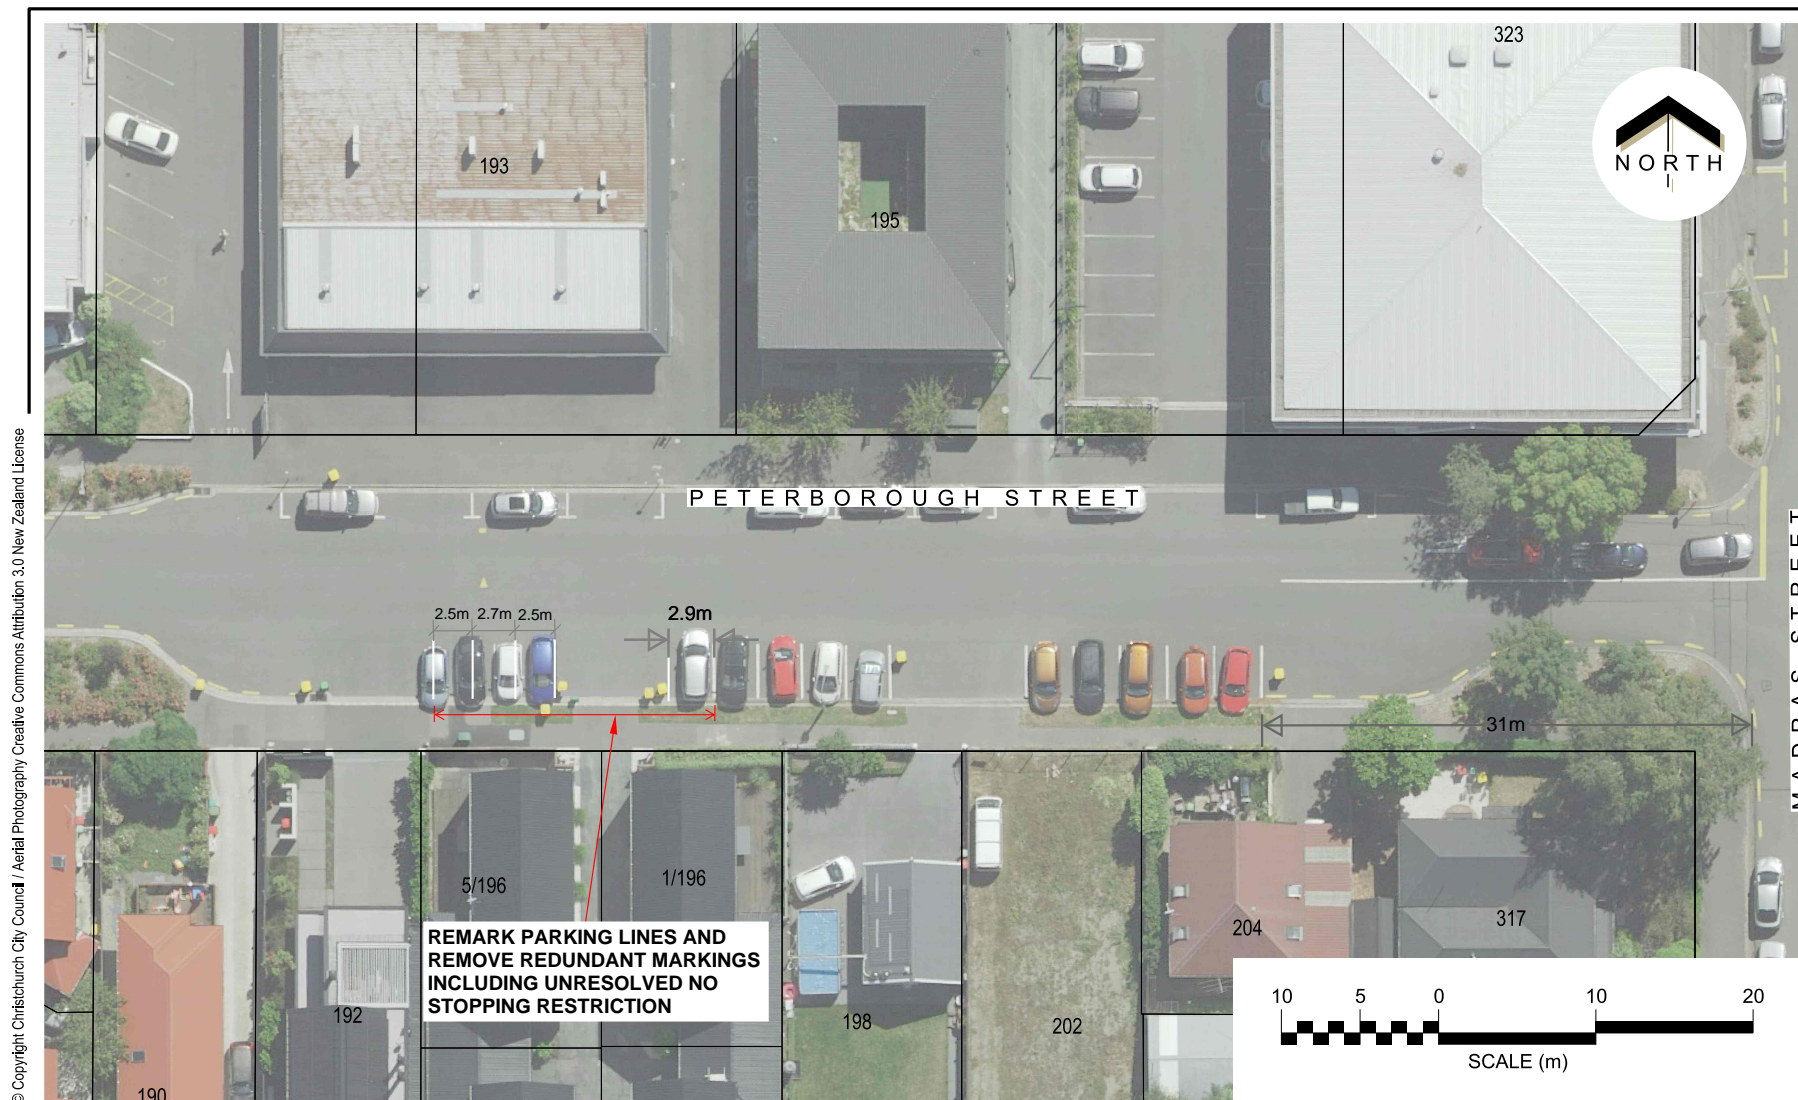 323
NORTH
193
195
PETERBOROUGH STREET
MADRAS STREET
2.5m 2.7m 2.5m
2.9m
31m
5/196
1/196
204
317
REMARK PARKING LINES AND
REMOVE REDUNDANT MARKINGS
INCLUDING UNRESOLVED NO
STOPPING RESTRICTION
192
198
202
190
10 5 0 10 20
SCALE (m)
© Copyright Christchurch City Council / Aerial Photography Creative Commons Attribution 3.0 New Zealand License